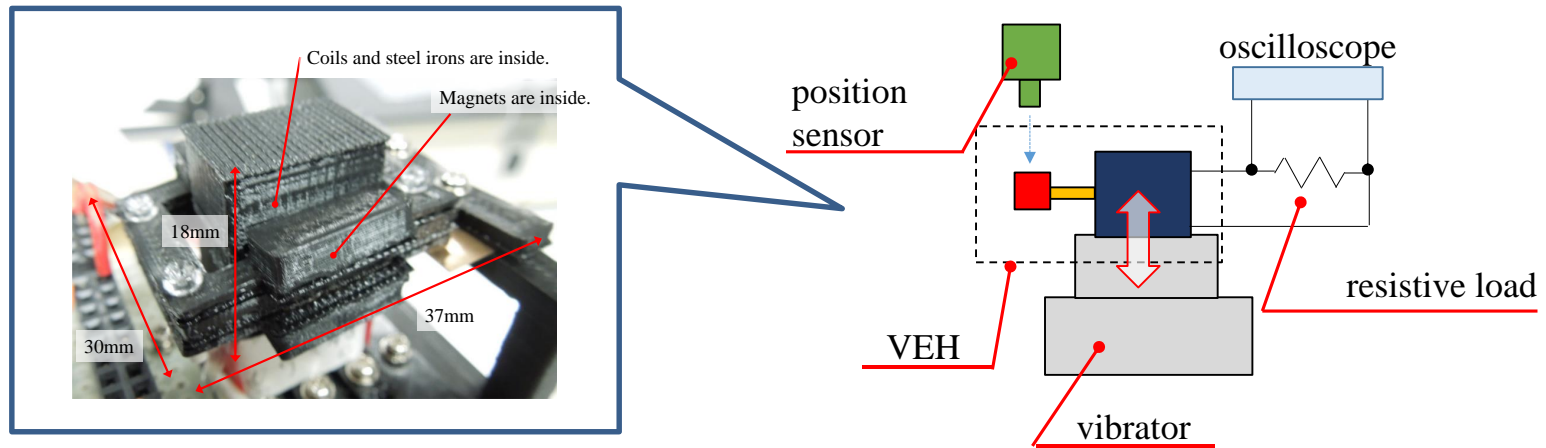 Coils and steel irons are inside.
Magnets are inside.
18mm
37mm
30mm
position
sensor
oscilloscope
resistive load
VEH
vibrator